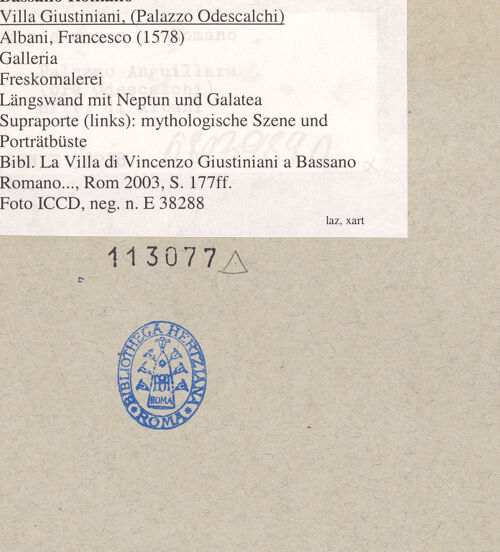 Bassano Romano
Villa Giustiniani, (Palazzo Odescalchi)
Albani, Francesco (1578)
Galleria
Freskomalerei
Längswand mit Neptun und Galatea
Supraporte (links): mythologische Szene und
Porträtbüste
Bibl. La Villa di Vincenzo Giustiniani a Bassano
Romano..., Rom 2003, S. 177ff.
Foto ICCD, neg. n. E 38288
laz, xart
113077
BIBLIOTHECA HERTZIANA
ROMA
ROMA